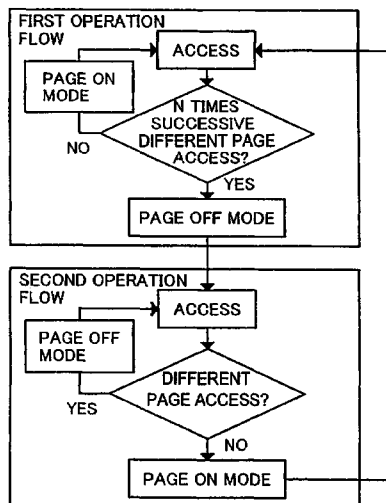 FIRST OPERATION
FLOW
ACCESS
PAGE ON
MODE
N TIMES
SUCCESSIVE
DIFFERENT PAGE
ACCESS?
NO
YES
PAGE OFF MODE
SECOND OPERATION
FLOW
ACCESS
PAGE OFF
MODE
DIFFERENT
PAGE ACCESS?
YES
NO
PAGE ON MODE